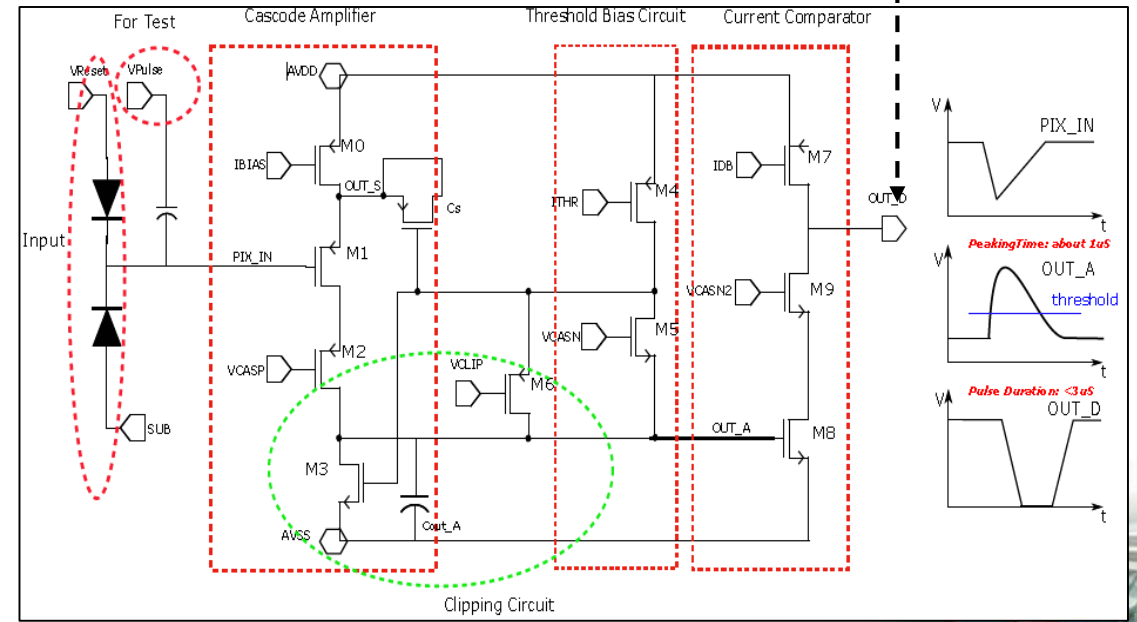 For Test
Cascode Amplifier
Threshold Bias Circuit
Current Comparator
VReset
VPulse
AVDD
M0
IBIAS
OUT_S
Cs
Input
PIX_IN
M1
M2
VCASP
SUB
M3
AVSS
Cout_A
Clipping Circuit
ITHR
M4
VCASN
M5
VCLIP
M6
OUT_A
IDB
M7
OUT_D
VCASN2
M9
M8
V
PIX_IN
t
PeakingTime: about 1uS
V
OUT_A
threshold
t
Pulse Duration: <3uS
V
OUT_D
t